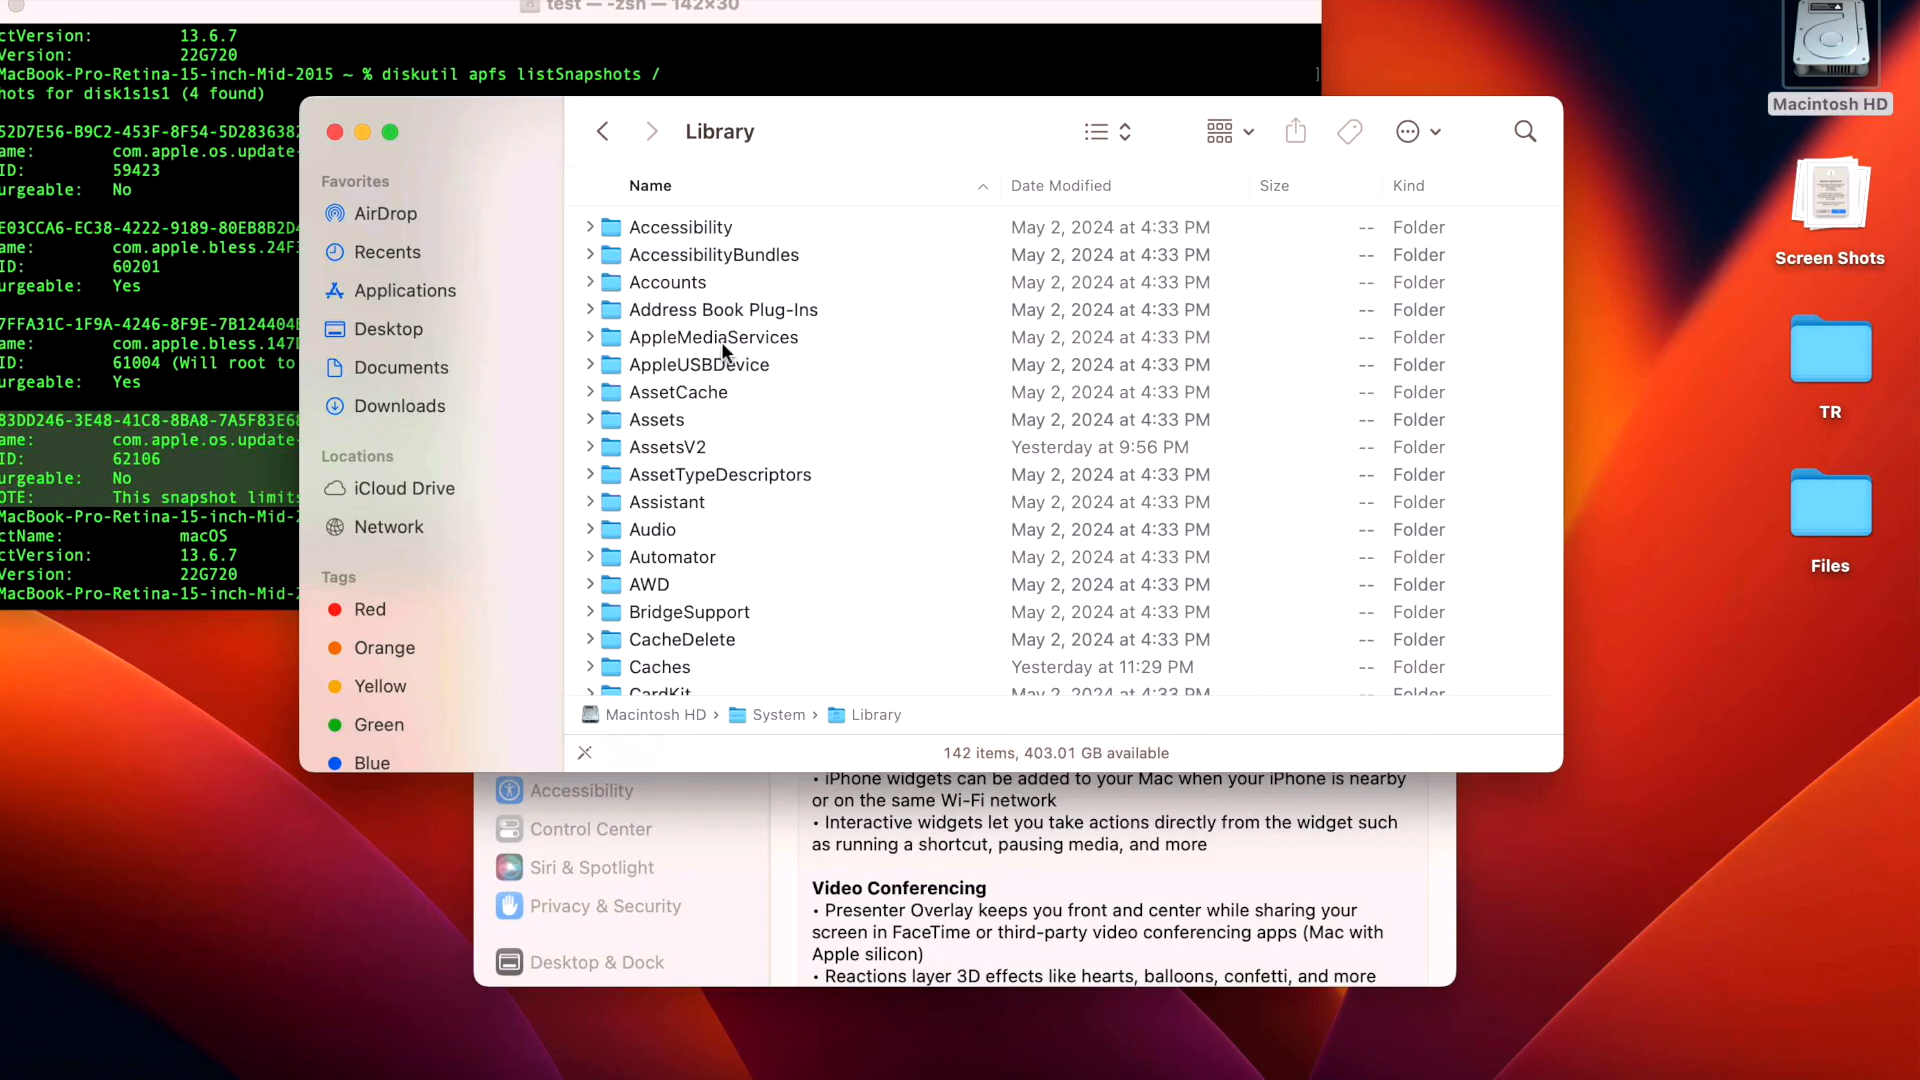 test — -zsh — 142×30
ctVersion: 13.6.7
Version: 22G720
MacBook-Pro-Retina-15-inch-Mid-2015 ~ % diskutil apfs listSnapshots /
hots for disk1s1s1 (4 found)
52D7E56-B9C2-453F-8F54-5D2836382
ame: com.apple.os.update-
ID: 59423
urgeable: No
E03CCA6-EC38-4222-9189-80EB8B2D4
ame: com.apple.bless.24F3
ID: 60201
urgeable: Yes
7FFA31C-1F9A-4246-8F9E-7B124404E
ame: com.apple.bless.147D
ID: 61004 (Will root to
urgeable: Yes
83DD246-3E48-41C8-8BA8-7A5F83E68
ame: com.apple.os.update-
ID: 62106
urgeable: No
OTE: This snapshot limits
MacBook-Pro-Retina-15-inch-Mid-2
ctName: macOS
ctVersion: 13.6.7
Version: 22G720
MacBook-Pro-Retina-15-inch-Mid-2
Library
Favorites
AirDrop
Recents
Applications
Desktop
Documents
Downloads
Locations
iCloud Drive
Network
Tags
Red
Orange
Yellow
Green
Blue
Name Date Modified Size Kind
Accessibility May 2, 2024 at 4:33 PM -- Folder
AccessibilityBundles May 2, 2024 at 4:33 PM -- Folder
Accounts May 2, 2024 at 4:33 PM -- Folder
Address Book Plug-Ins May 2, 2024 at 4:33 PM -- Folder
AppleMediaServices May 2, 2024 at 4:33 PM -- Folder
AppleUSBDevice May 2, 2024 at 4:33 PM -- Folder
AssetCache May 2, 2024 at 4:33 PM -- Folder
Assets May 2, 2024 at 4:33 PM -- Folder
AssetsV2 Yesterday at 9:56 PM -- Folder
AssetTypeDescriptors May 2, 2024 at 4:33 PM -- Folder
Assistant May 2, 2024 at 4:33 PM -- Folder
Audio May 2, 2024 at 4:33 PM -- Folder
Automator May 2, 2024 at 4:33 PM -- Folder
AWD May 2, 2024 at 4:33 PM -- Folder
BridgeSupport May 2, 2024 at 4:33 PM -- Folder
CacheDelete May 2, 2024 at 4:33 PM -- Folder
Caches Yesterday at 11:29 PM -- Folder
CardKit May 2, 2024 at 4:33 PM -- Folder
Macintosh HD › System › Library
142 items, 403.01 GB available
Accessibility
Control Center
Siri & Spotlight
Privacy & Security
Desktop & Dock
• iPhone widgets can be added to your Mac when your iPhone is nearby
or on the same Wi-Fi network
• Interactive widgets let you take actions directly from the widget such
as running a shortcut, pausing media, and more
Video Conferencing
• Presenter Overlay keeps you front and center while sharing your
screen in FaceTime or third-party video conferencing apps (Mac with
Apple silicon)
• Reactions layer 3D effects like hearts, balloons, confetti, and more
Macintosh HD
Screen Shots
TR
Files